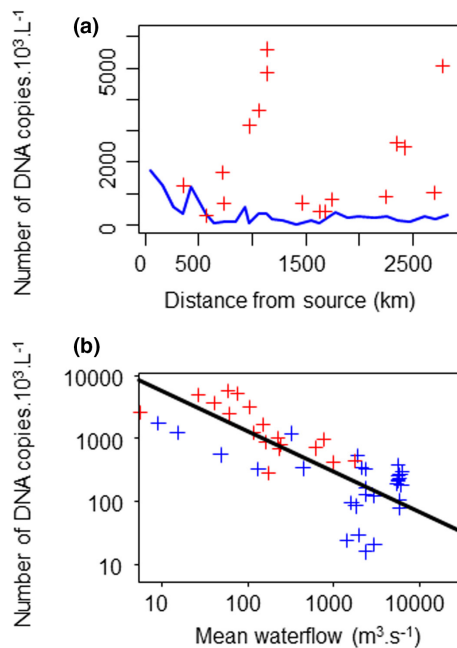 (a)
Number of DNA copies.10³.L⁻¹
5000
2000
0
0 500 1500 2500
Distance from source (km)
(b)
Number of DNA copies.10³.L⁻¹
10000
1000
100
10
10 100 1000 10000
Mean waterflow (m³.s⁻¹)